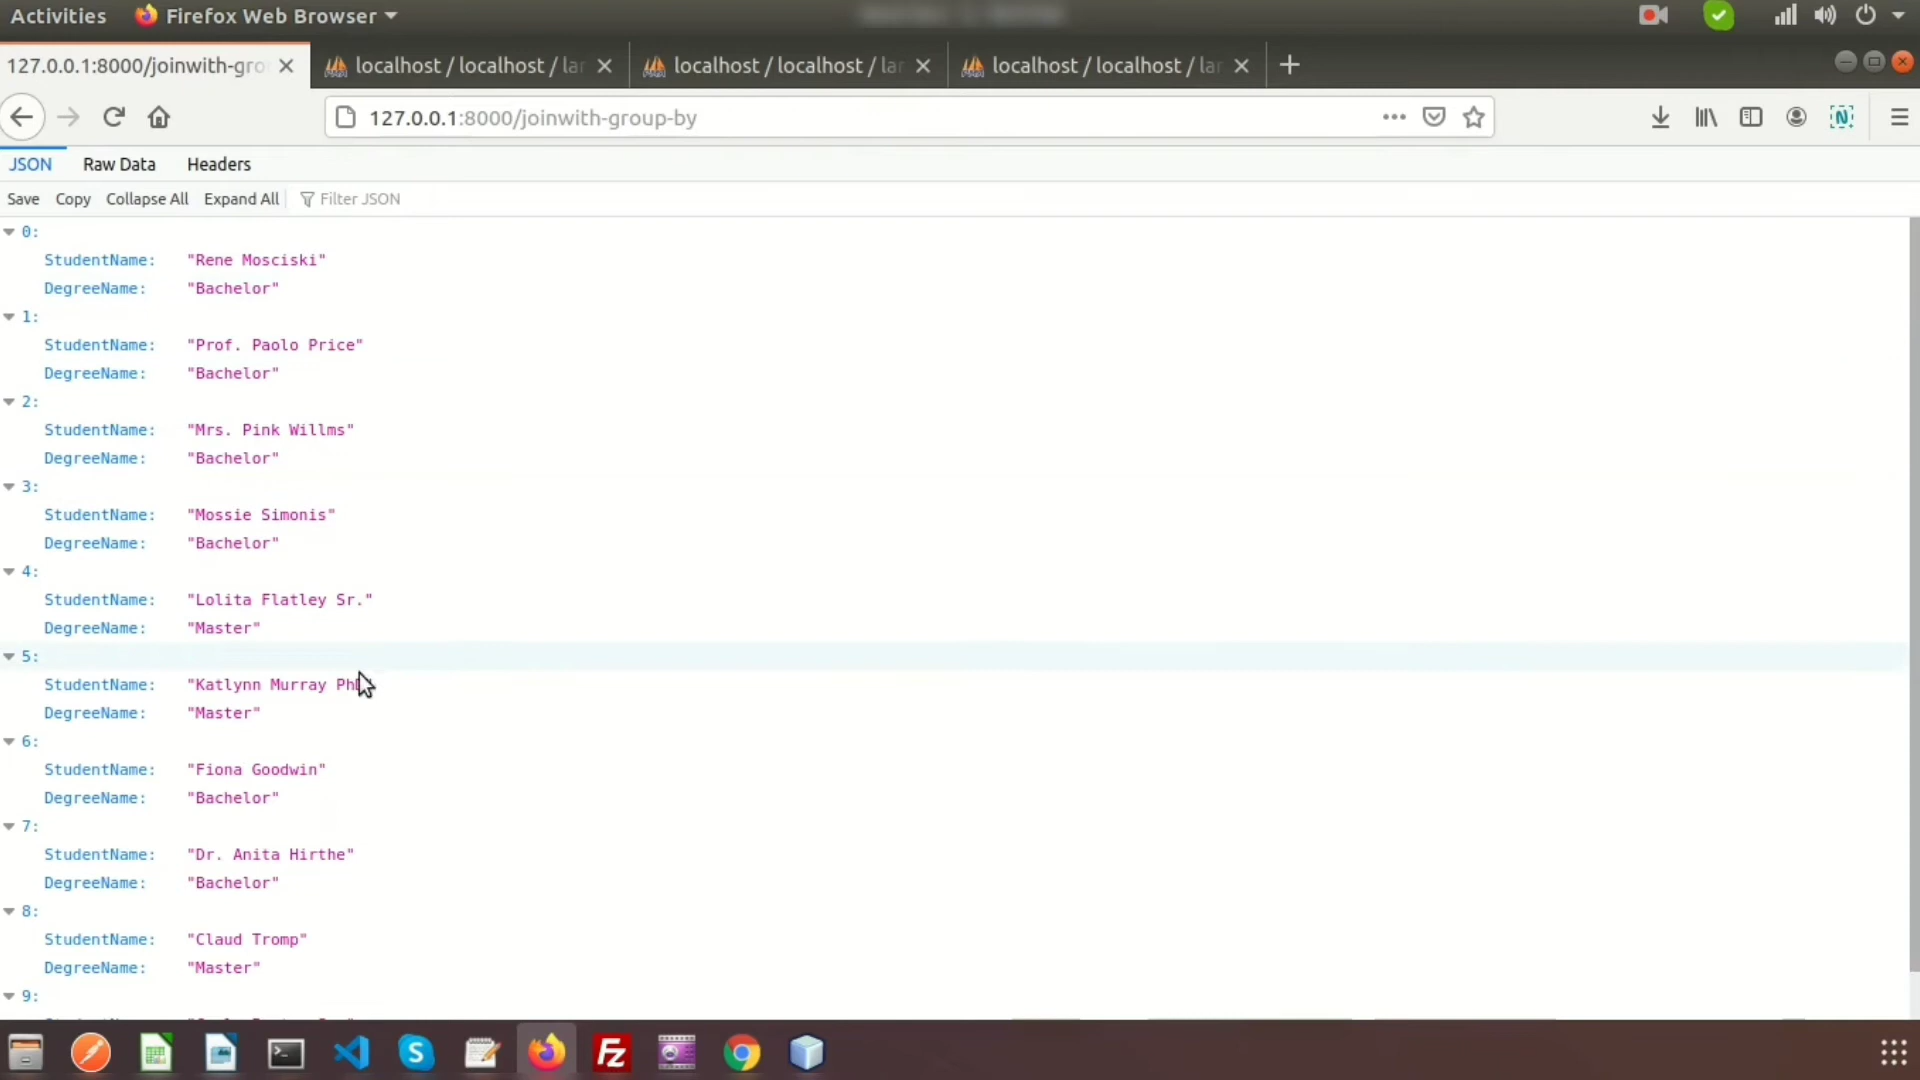 Activities Firefox Web Browser
127.0.0.1:8000/joinwith-gro localhost / localhost / lar localhost / localhost / lar localhost / localhost / lar
127.0.0.1:8000/joinwith-group-by
JSON Raw Data Headers
Save Copy Collapse All Expand All Filter JSON
0:
StudentName: "Rene Mosciski"
DegreeName: "Bachelor"
1:
StudentName: "Prof. Paolo Price"
DegreeName: "Bachelor"
2:
StudentName: "Mrs. Pink Willms"
DegreeName: "Bachelor"
3:
StudentName: "Mossie Simonis"
DegreeName: "Bachelor"
4:
StudentName: "Lolita Flatley Sr."
DegreeName: "Master"
5:
StudentName: "Katlynn Murray Ph
DegreeName: "Master"
6:
StudentName: "Fiona Goodwin"
DegreeName: "Bachelor"
7:
StudentName: "Dr. Anita Hirthe"
DegreeName: "Bachelor"
8:
StudentName: "Claud Tromp"
DegreeName: "Master"
9: